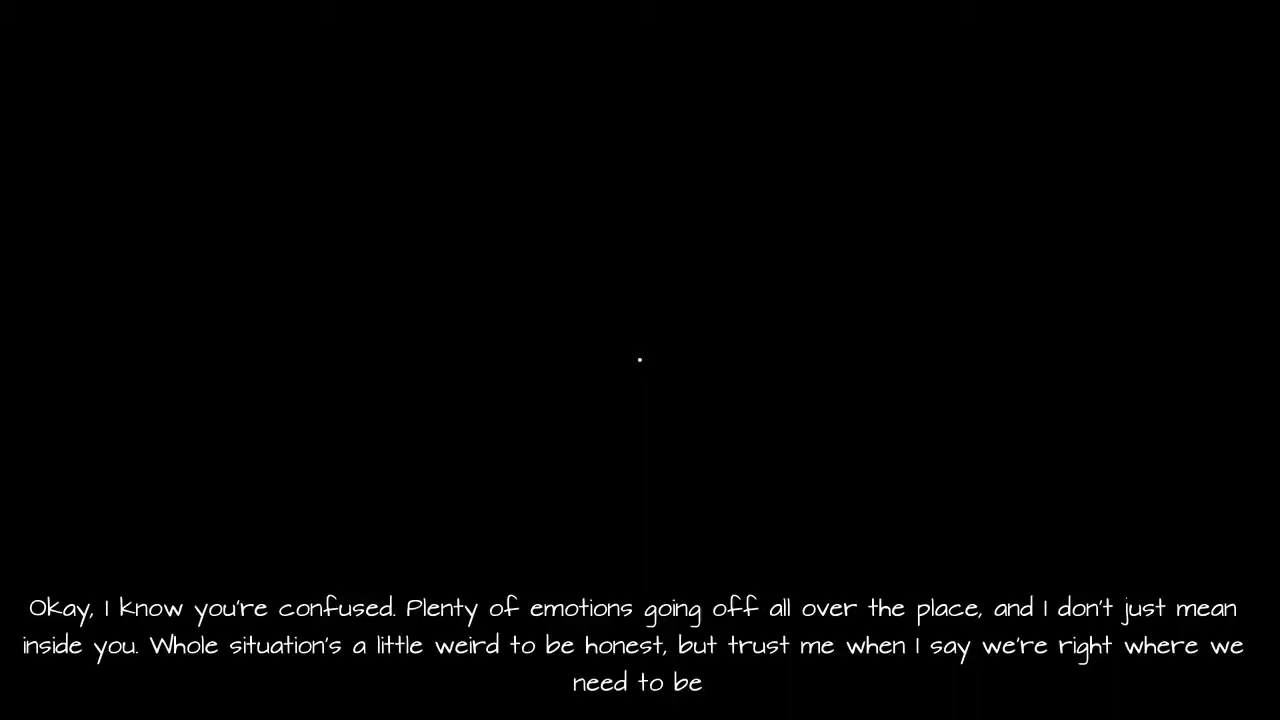 Okay, I know you're confused. Plenty of emotions going off all over the place, and I don't just mean
inside you. Whole situation's a little weird to be honest, but trust me when I say we're right where we
need to be